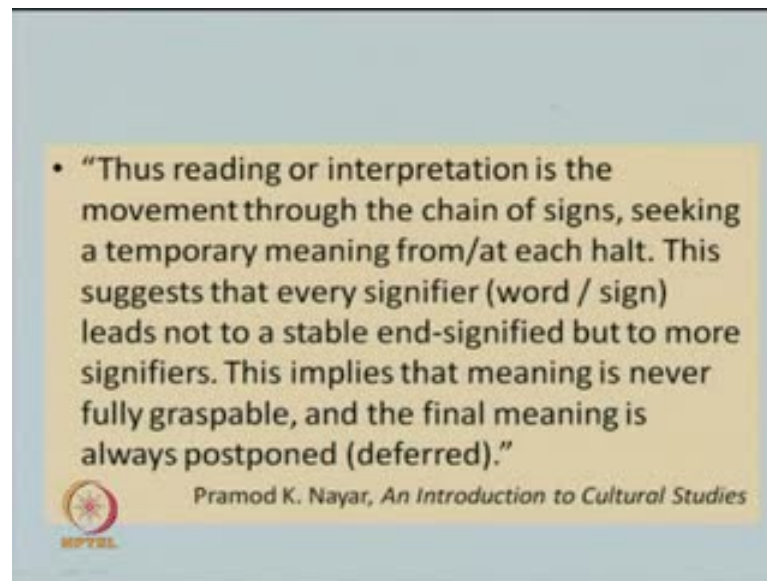 • “Thus reading or interpretation is the
movement through the chain of signs, seeking
a temporary meaning from/at each halt. This
suggests that every signifier (word / sign)
leads not to a stable end-signified but to more
signifiers. This implies that meaning is never
fully graspable, and the final meaning is
always postponed (deferred).”
Pramod K. Nayar, An Introduction to Cultural Studies
NPTEL